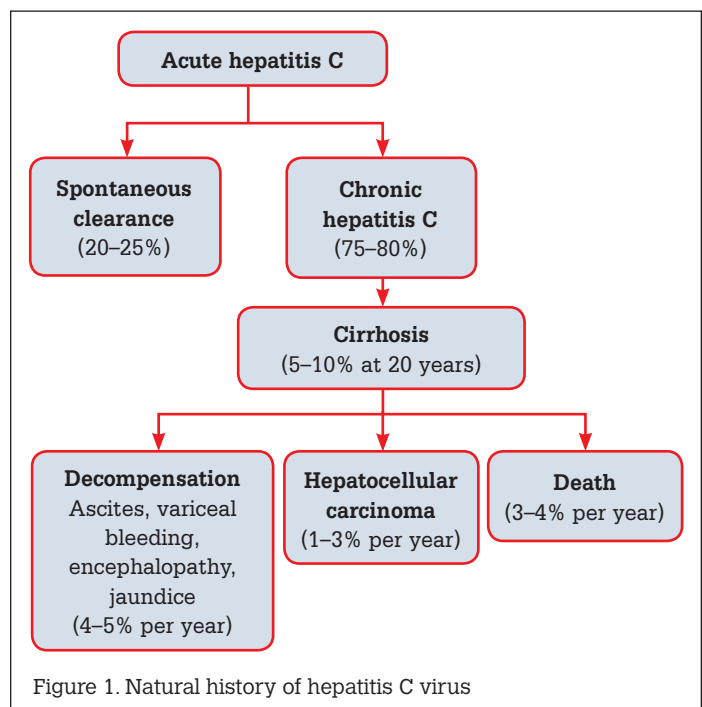 Acute hepatitis C
Spontaneous
clearance
(20–25%)
Chronic
hepatitis C
(75–80%)
Cirrhosis
(5–10% at 20 years)
Decompensation
Ascites, variceal
bleeding,
encephalopathy,
jaundice
(4–5% per year)
Hepatocellular
carcinoma
(1–3% per year)
Death
(3–4% per year)
Figure 1. Natural history of hepatitis C virus